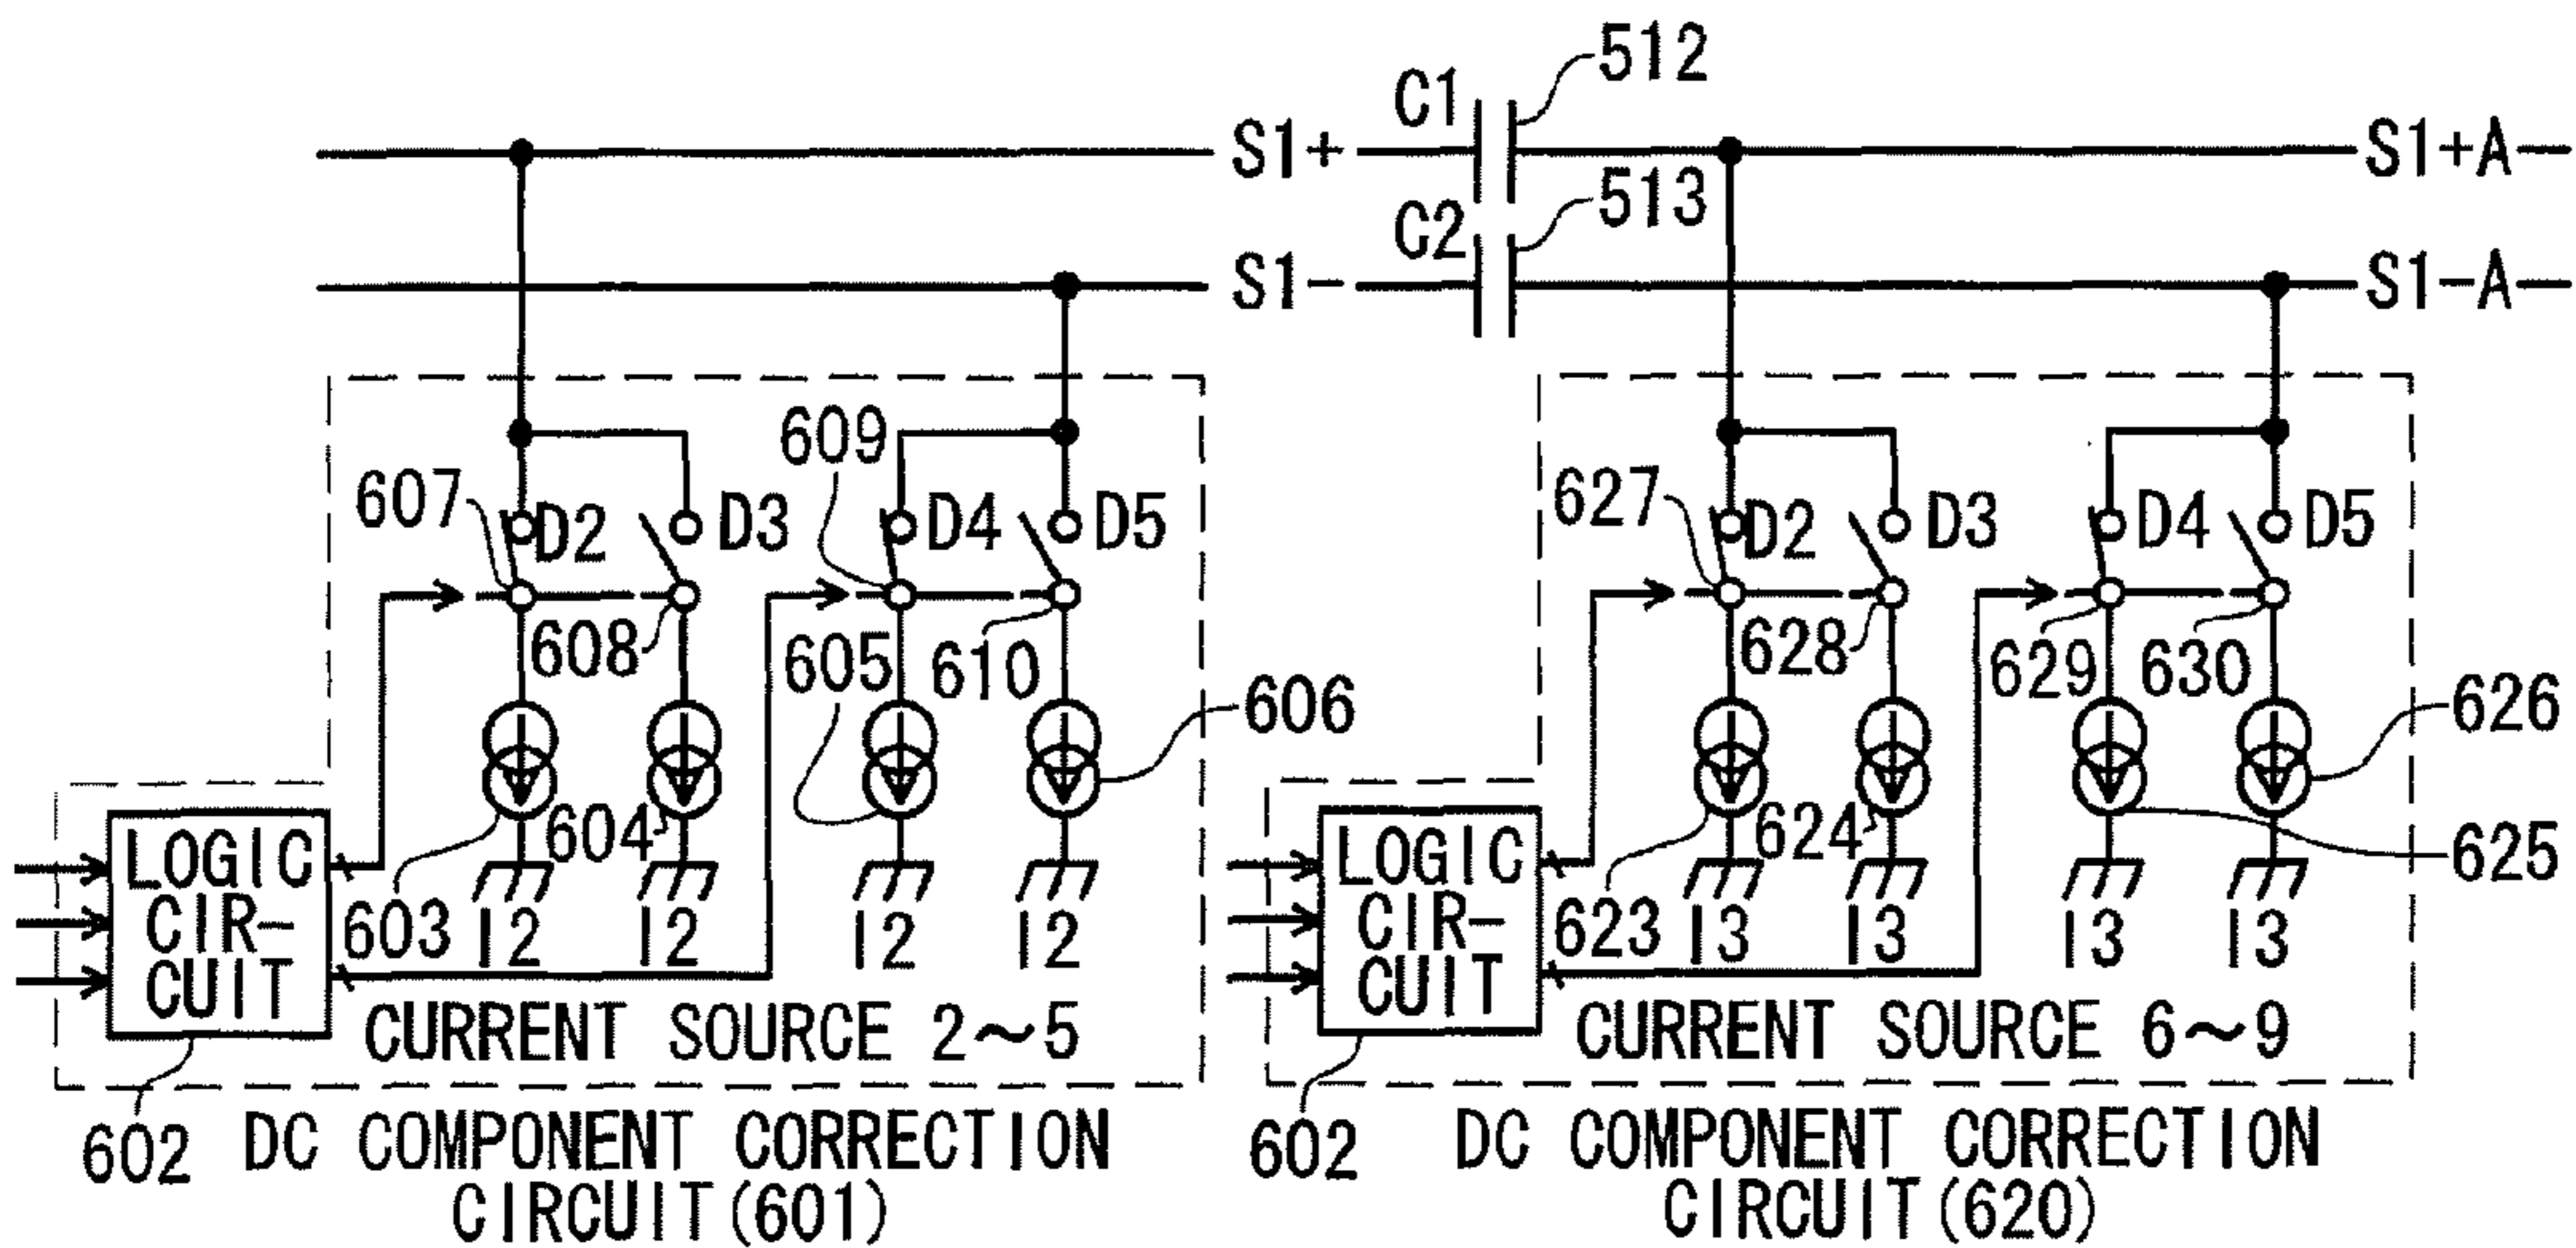 512
C1
S1+
S1+A
513
C2
S1-
S1-A
607
D2
D3
609
D4
D5
627
D2
D3
D4
D5
608
605
610
606
628
629
630
626
604
624
625
603
623
LOGIC
CIR-
CUIT
I2
I2
I2
I2
LOGIC
CIR-
CUIT
I3
I3
I3
I3
CURRENT SOURCE 2~5
CURRENT SOURCE 6~9
602
DC COMPONENT CORRECTION
CIRCUIT(601)
602
DC COMPONENT CORRECTION
CIRCUIT(620)